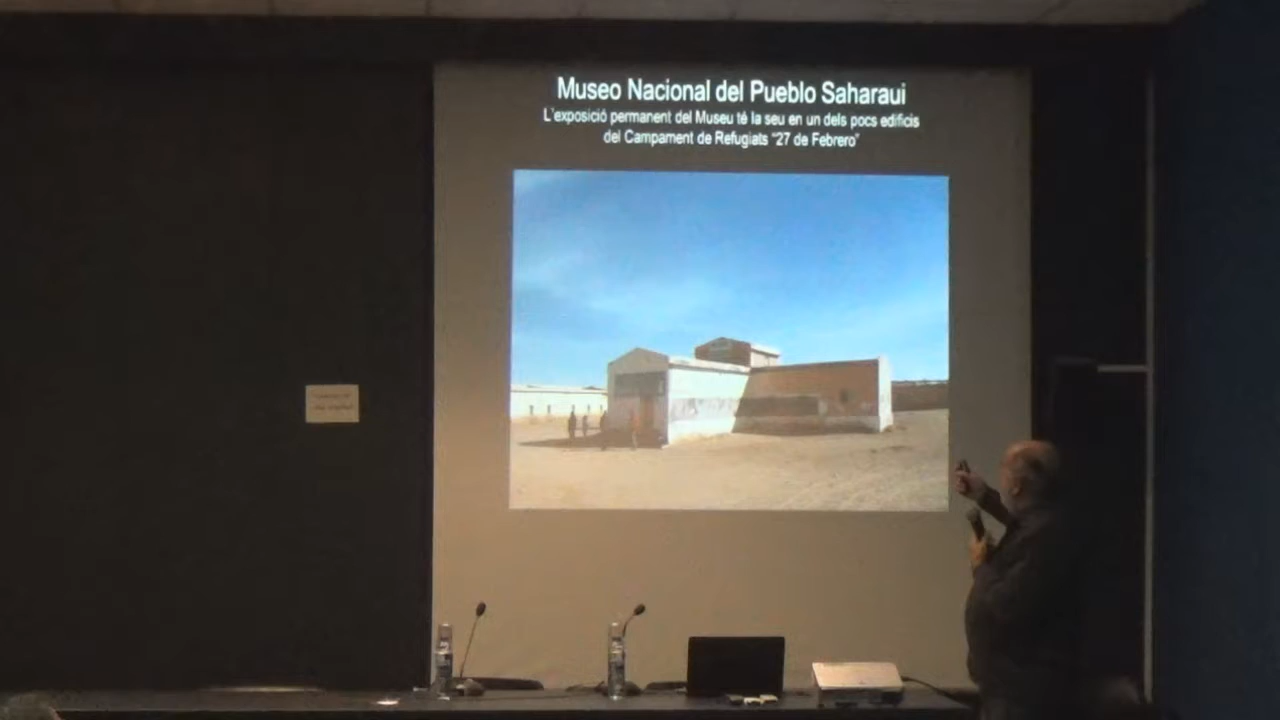 Museo Nacional del Pueblo Saharaui
L'exposició permanent del Museu té la seu en un dels pocs edificis
del Campament de Refugiats "27 de Febrero"